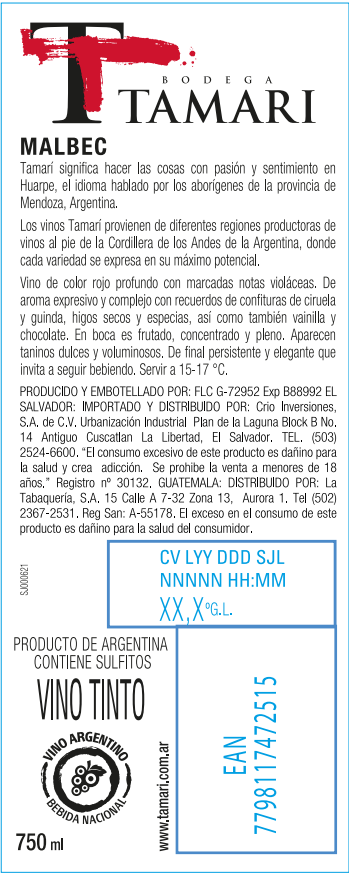 BODEGA
TAMARI
MALBEC
Tamarí significa hacer las cosas con pasión y sentimiento en
Huarpe, el idioma hablado por los aborígenes de la provincia de
Mendoza, Argentina.
Los vinos Tamarí provienen de diferentes regiones productoras de
vinos al pie de la Cordillera de los Andes de la Argentina, donde
cada variedad se expresa en su máximo potencial.
Vino de color rojo profundo con marcadas notas violáceas. De
aroma expresivo y complejo con recuerdos de confituras de ciruela
y guinda, higos secos y especias, así como también vainilla y
chocolate. En boca es frutado, concentrado y pleno. Aparecen
taninos dulces y voluminosos. De final persistente y elegante que
invita a seguir bebiendo. Servir a 15-17 °C.
PRODUCIDO Y EMBOTELLADO POR: FLC G-72952 Exp B88992 EL
SALVADOR: IMPORTADO Y DISTRIBUIDO POR: Crio Inversiones,
S.A. de C.V. Urbanización Industrial Plan de la Laguna Block B No.
14 Antiguo Cuscatlan La Libertad, El Salvador. TEL. (503)
2524-6600. “El consumo excesivo de este producto es dañino para
la salud y crea adicción. Se prohibe la venta a menores de 18
años.” Registro nº 30132. GUATEMALA: DISTRIBUIDO POR: La
Tabaquería, S.A. 15 Calle A 7-32 Zona 13, Aurora 1. Tel (502)
2367-2531. Reg San: A-55178. El exceso en el consumo de este
producto es dañino para la salud del consumidor.
SJ000621
CV LYY DDD SJL
NNNNN HH:MM
XX,XºG.L.
PRODUCTO DE ARGENTINA
CONTIENE SULFITOS
VINO TINTO
VINO ARGENTINO
BEBIDA NACIONAL
750 ml
www.tamari.com.ar
EAN
7798117472515